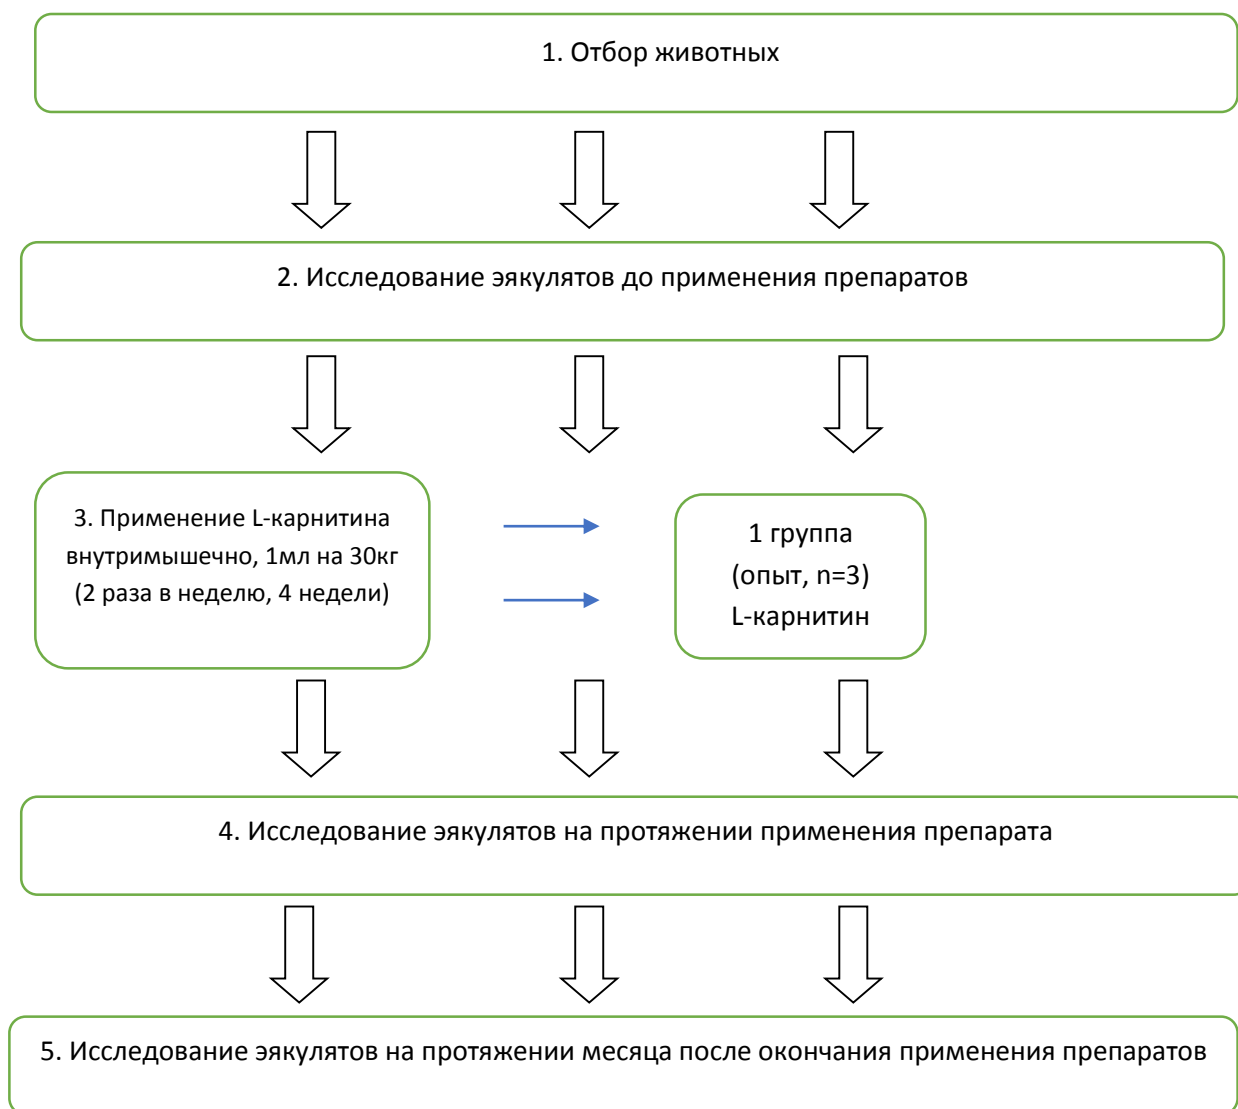 1. Отбор животных
2. Исследование эякулятов до применения препаратов
3. Применение L-карнитина
внутримышечно, 1мл на 30кг
(2 раза в неделю, 4 недели)
1 группа
(опыт, n=3)
L-карнитин
4. Исследование эякулятов на протяжении применения препарата
5. Исследование эякулятов на протяжении месяца после окончания применения препаратов